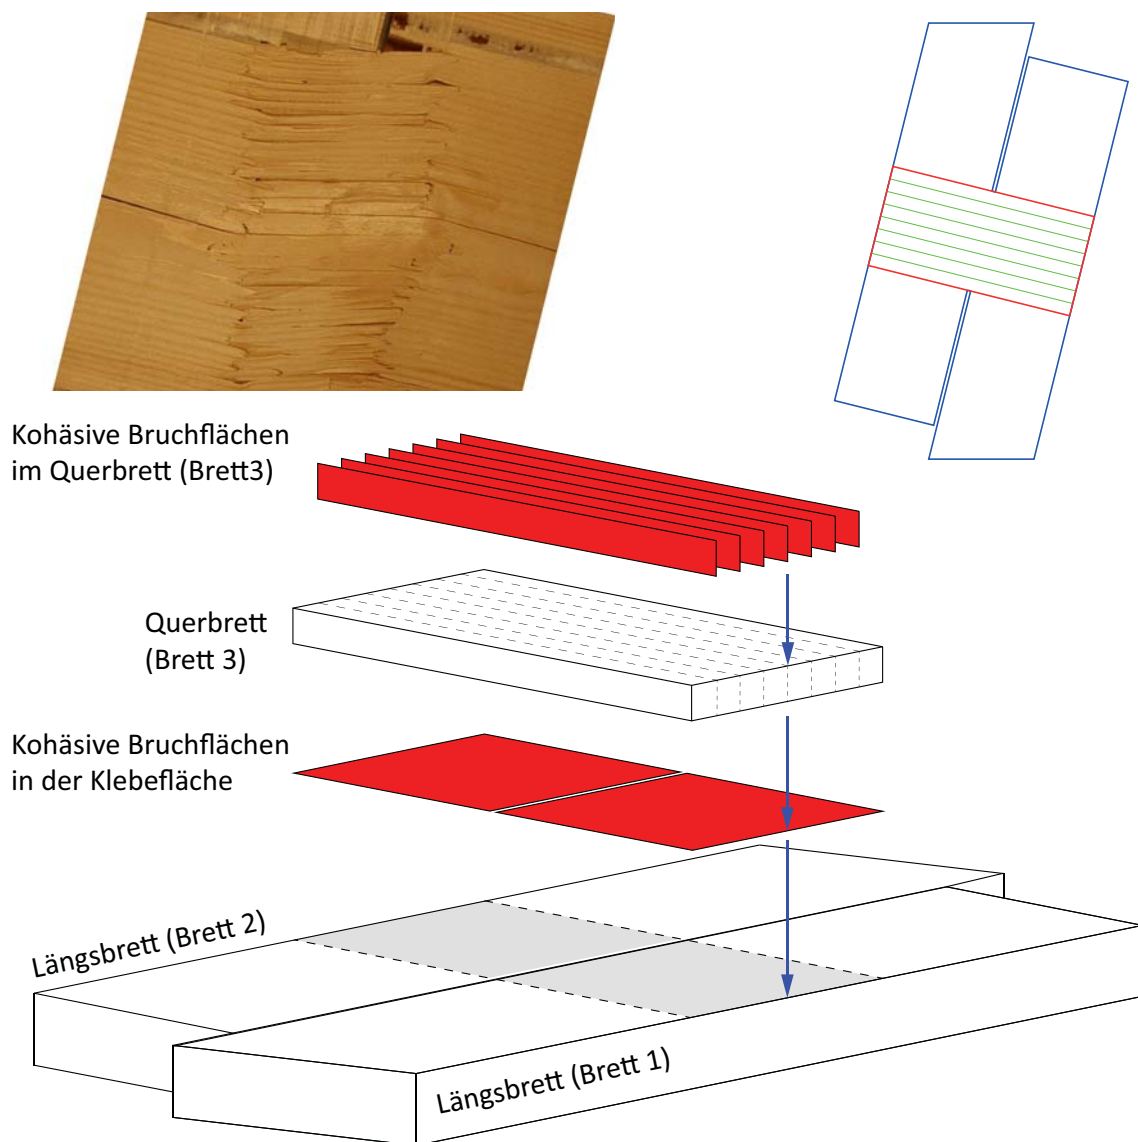 Kohäsive Bruchflächen
im Querbrett (Brett3)
Querbrett
(Brett 3)
Kohäsive Bruchflächen
in der Klebefläche
Längsbrett (Brett 2)
Längsbrett (Brett 1)